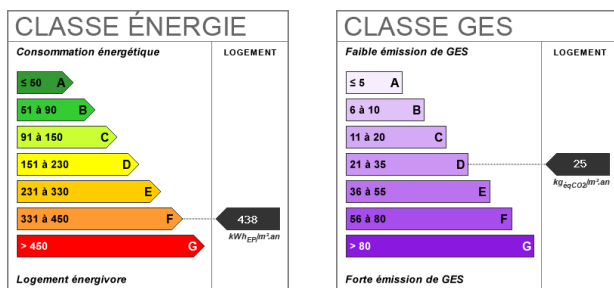 CLASSE ÉNERGIE
Consommation énergétique
LOGEMENT
≤ 50 A
51 à 90 B
91 à 150 C
151 à 230 D
231 à 330 E
331 à 450 F
438
kWhEP/m².an
> 450 G
Logement énergivore
CLASSE GES
Faible émission de GES
LOGEMENT
≤ 5 A
6 à 10 B
11 à 20 C
21 à 35 D
25
kgéqCO2/m².an
36 à 55 E
56 à 80 F
> 80 G
Forte émission de GES